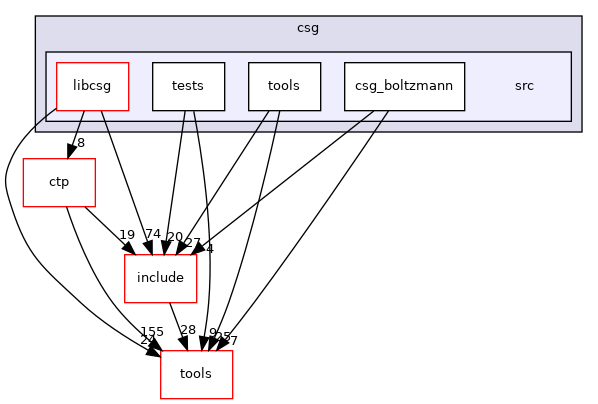 csg
libcsg
tests
tools
csg_boltzmann
src
8
ctp
19
74
20
27
4
include
155
28
9
7
tools